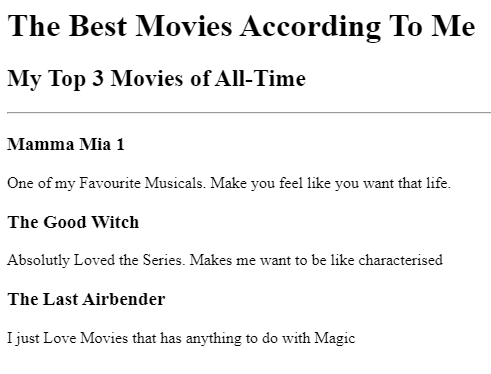 The Best Movies According To Me
My Top 3 Movies of All-Time
Mamma Mia 1
One of my Favourite Musicals. Make you feel like you want that life.
The Good Witch
Absolutly Loved the Series. Makes me want to be like characterised
The Last Airbender
I just Love Movies that has anything to do with Magic